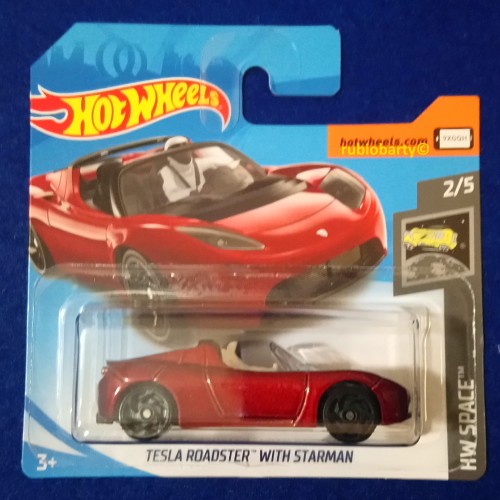 Hot Wheels
hotwheels.com
rubiobarty©
2/5
HW SPACE™
TESLA ROADSTER™ WITH STARMAN
3+